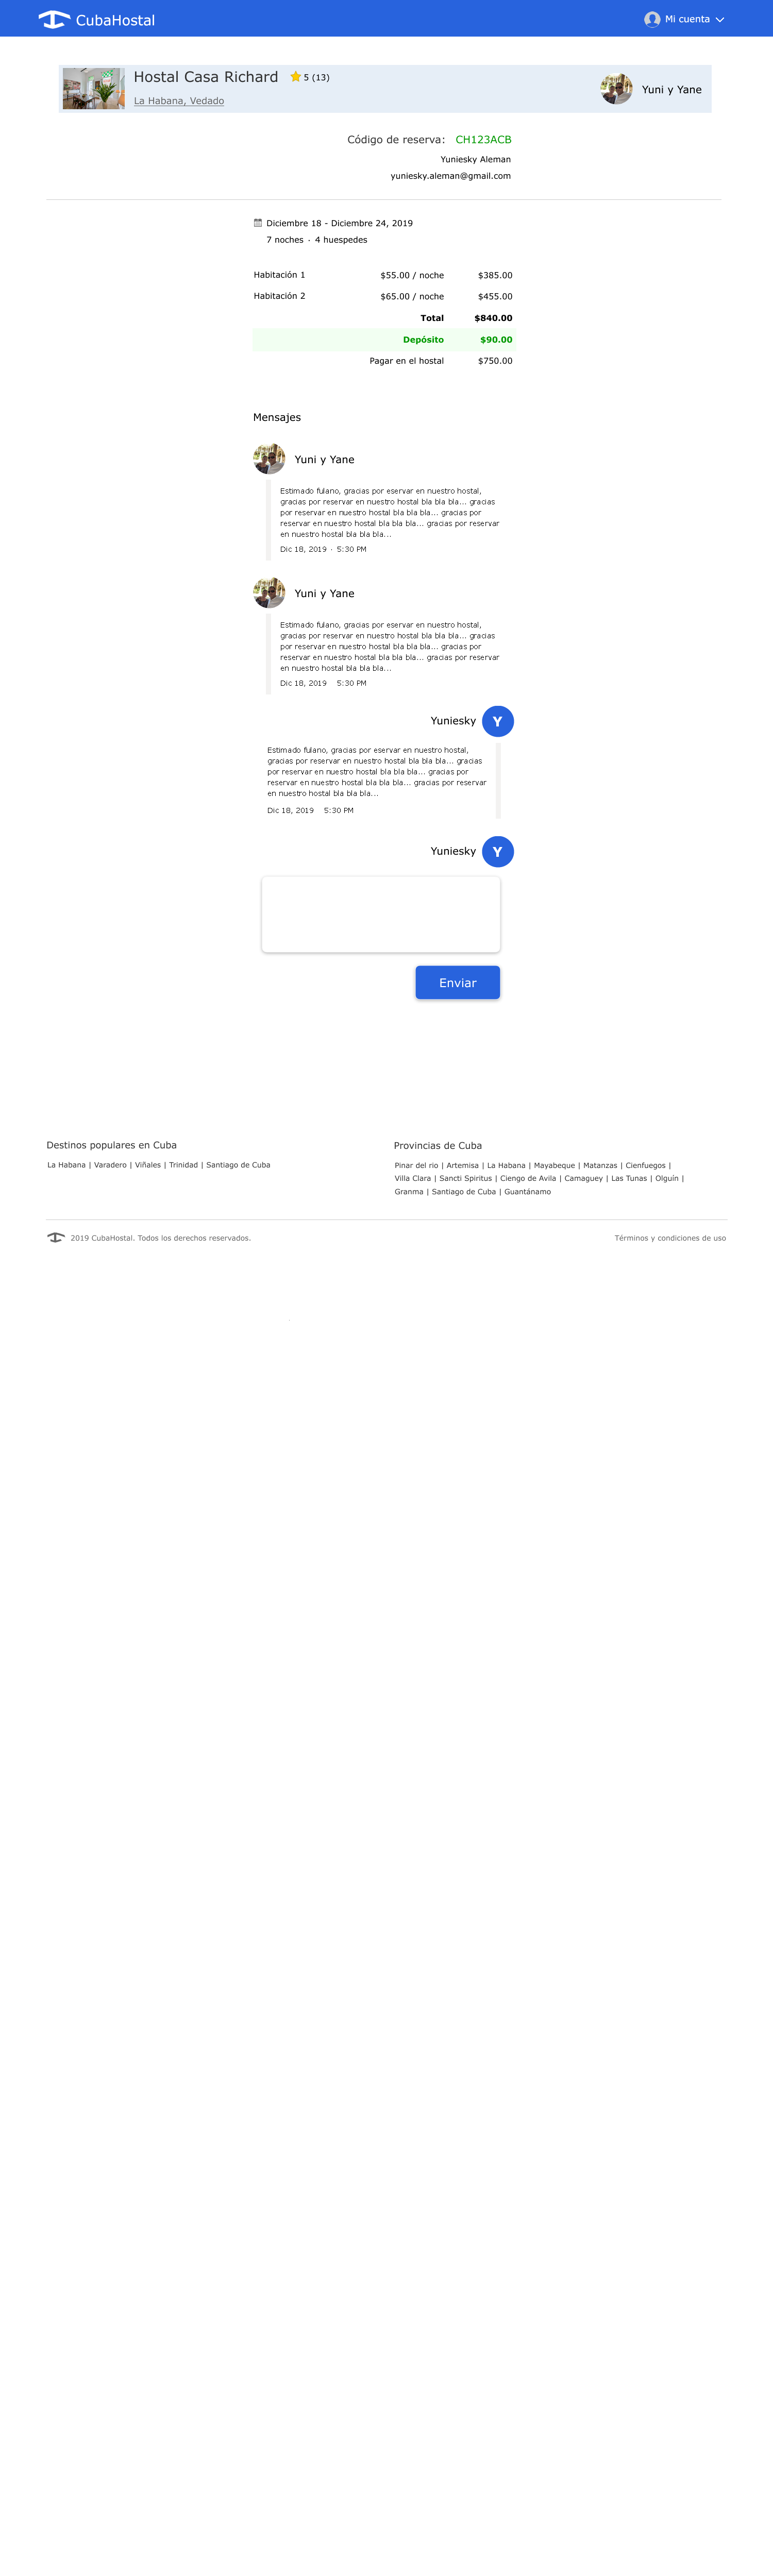 CubaHostal
Mi cuenta
Hostal Casa Richard 5 (13)
La Habana, Vedado
Yuni y Yane
Código de reserva: CH123ACB
Yuniesky Aleman
yuniesky.aleman@gmail.com
Diciembre 18 - Diciembre 24, 2019
7 noches · 4 huespedes
Habitación 1 $55.00 / noche $385.00
Habitación 2 $65.00 / noche $455.00
Total $840.00
Depósito $90.00
Pagar en el hostal $750.00
Mensajes
Yuni y Yane
Estimado fulano, gracias por eservar en nuestro hostal,
gracias por reservar en nuestro hostal bla bla bla... gracias
por reservar en nuestro hostal bla bla bla... gracias por
reservar en nuestro hostal bla bla bla... gracias por reservar
en nuestro hostal bla bla bla...
Dic 18, 2019 · 5:30 PM
Yuni y Yane
Estimado fulano, gracias por eservar en nuestro hostal,
gracias por reservar en nuestro hostal bla bla bla... gracias
por reservar en nuestro hostal bla bla bla... gracias por
reservar en nuestro hostal bla bla bla... gracias por reservar
en nuestro hostal bla bla bla...
Dic 18, 2019 5:30 PM
Yuniesky Y
Estimado fulano, gracias por eservar en nuestro hostal,
gracias por reservar en nuestro hostal bla bla bla... gracias
por reservar en nuestro hostal bla bla bla... gracias por
reservar en nuestro hostal bla bla bla... gracias por reservar
en nuestro hostal bla bla bla...
Dic 18, 2019 5:30 PM
Yuniesky Y
Enviar
Destinos populares en Cuba
La Habana | Varadero | Viñales | Trinidad | Santiago de Cuba
Provincias de Cuba
Pinar del rio | Artemisa | La Habana | Mayabeque | Matanzas | Cienfuegos |
Villa Clara | Sancti Spiritus | Ciengo de Avila | Camaguey | Las Tunas | Olguín |
Granma | Santiago de Cuba | Guantánamo
2019 CubaHostal. Todos los derechos reservados.
Términos y condiciones de uso